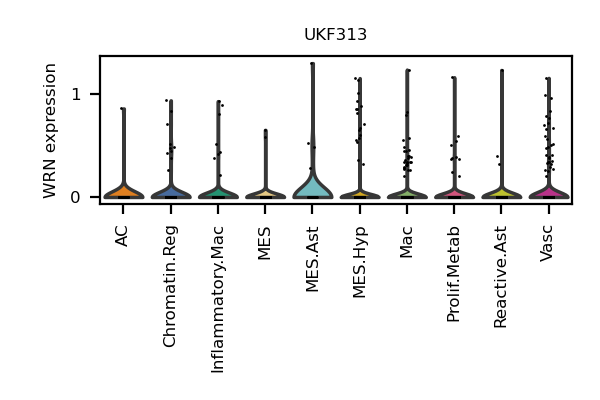 UKF313
WRN expression
1
0
AC
Chromatin.Reg
Inflammatory.Mac
MES
MES.Ast
MES.Hyp
Mac
Prolif.Metab
Reactive.Ast
Vasc